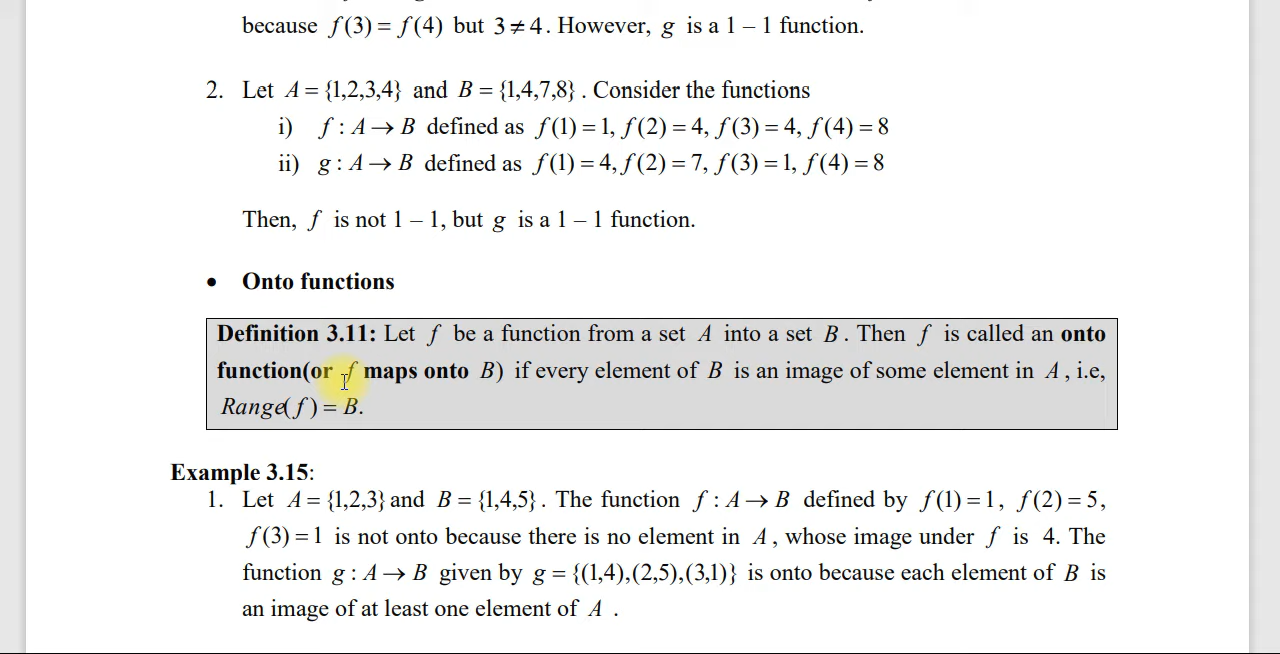 because f(3) = f(4) but 3 ≠ 4. However, g is a 1 – 1 function.
2. Let A = {1,2,3,4} and B = {1,4,7,8} . Consider the functions
i) f : A → B defined as f(1) = 1, f(2) = 4, f(3) = 4, f(4) = 8
ii) g : A → B defined as f(1) = 4, f(2) = 7, f(3) = 1, f(4) = 8
Then, f is not 1 – 1, but g is a 1 – 1 function.
• Onto functions
Definition 3.11: Let f be a function from a set A into a set B . Then f is called an onto
function(or f maps onto B) if every element of B is an image of some element in A , i.e,
Range(f) = B.
Example 3.15:
1. Let A = {1,2,3} and B = {1,4,5} . The function f : A → B defined by f(1) = 1, f(2) = 5,
f(3) = 1 is not onto because there is no element in A , whose image under f is 4. The
function g : A → B given by g = {(1,4),(2,5),(3,1)} is onto because each element of B is
an image of at least one element of A .